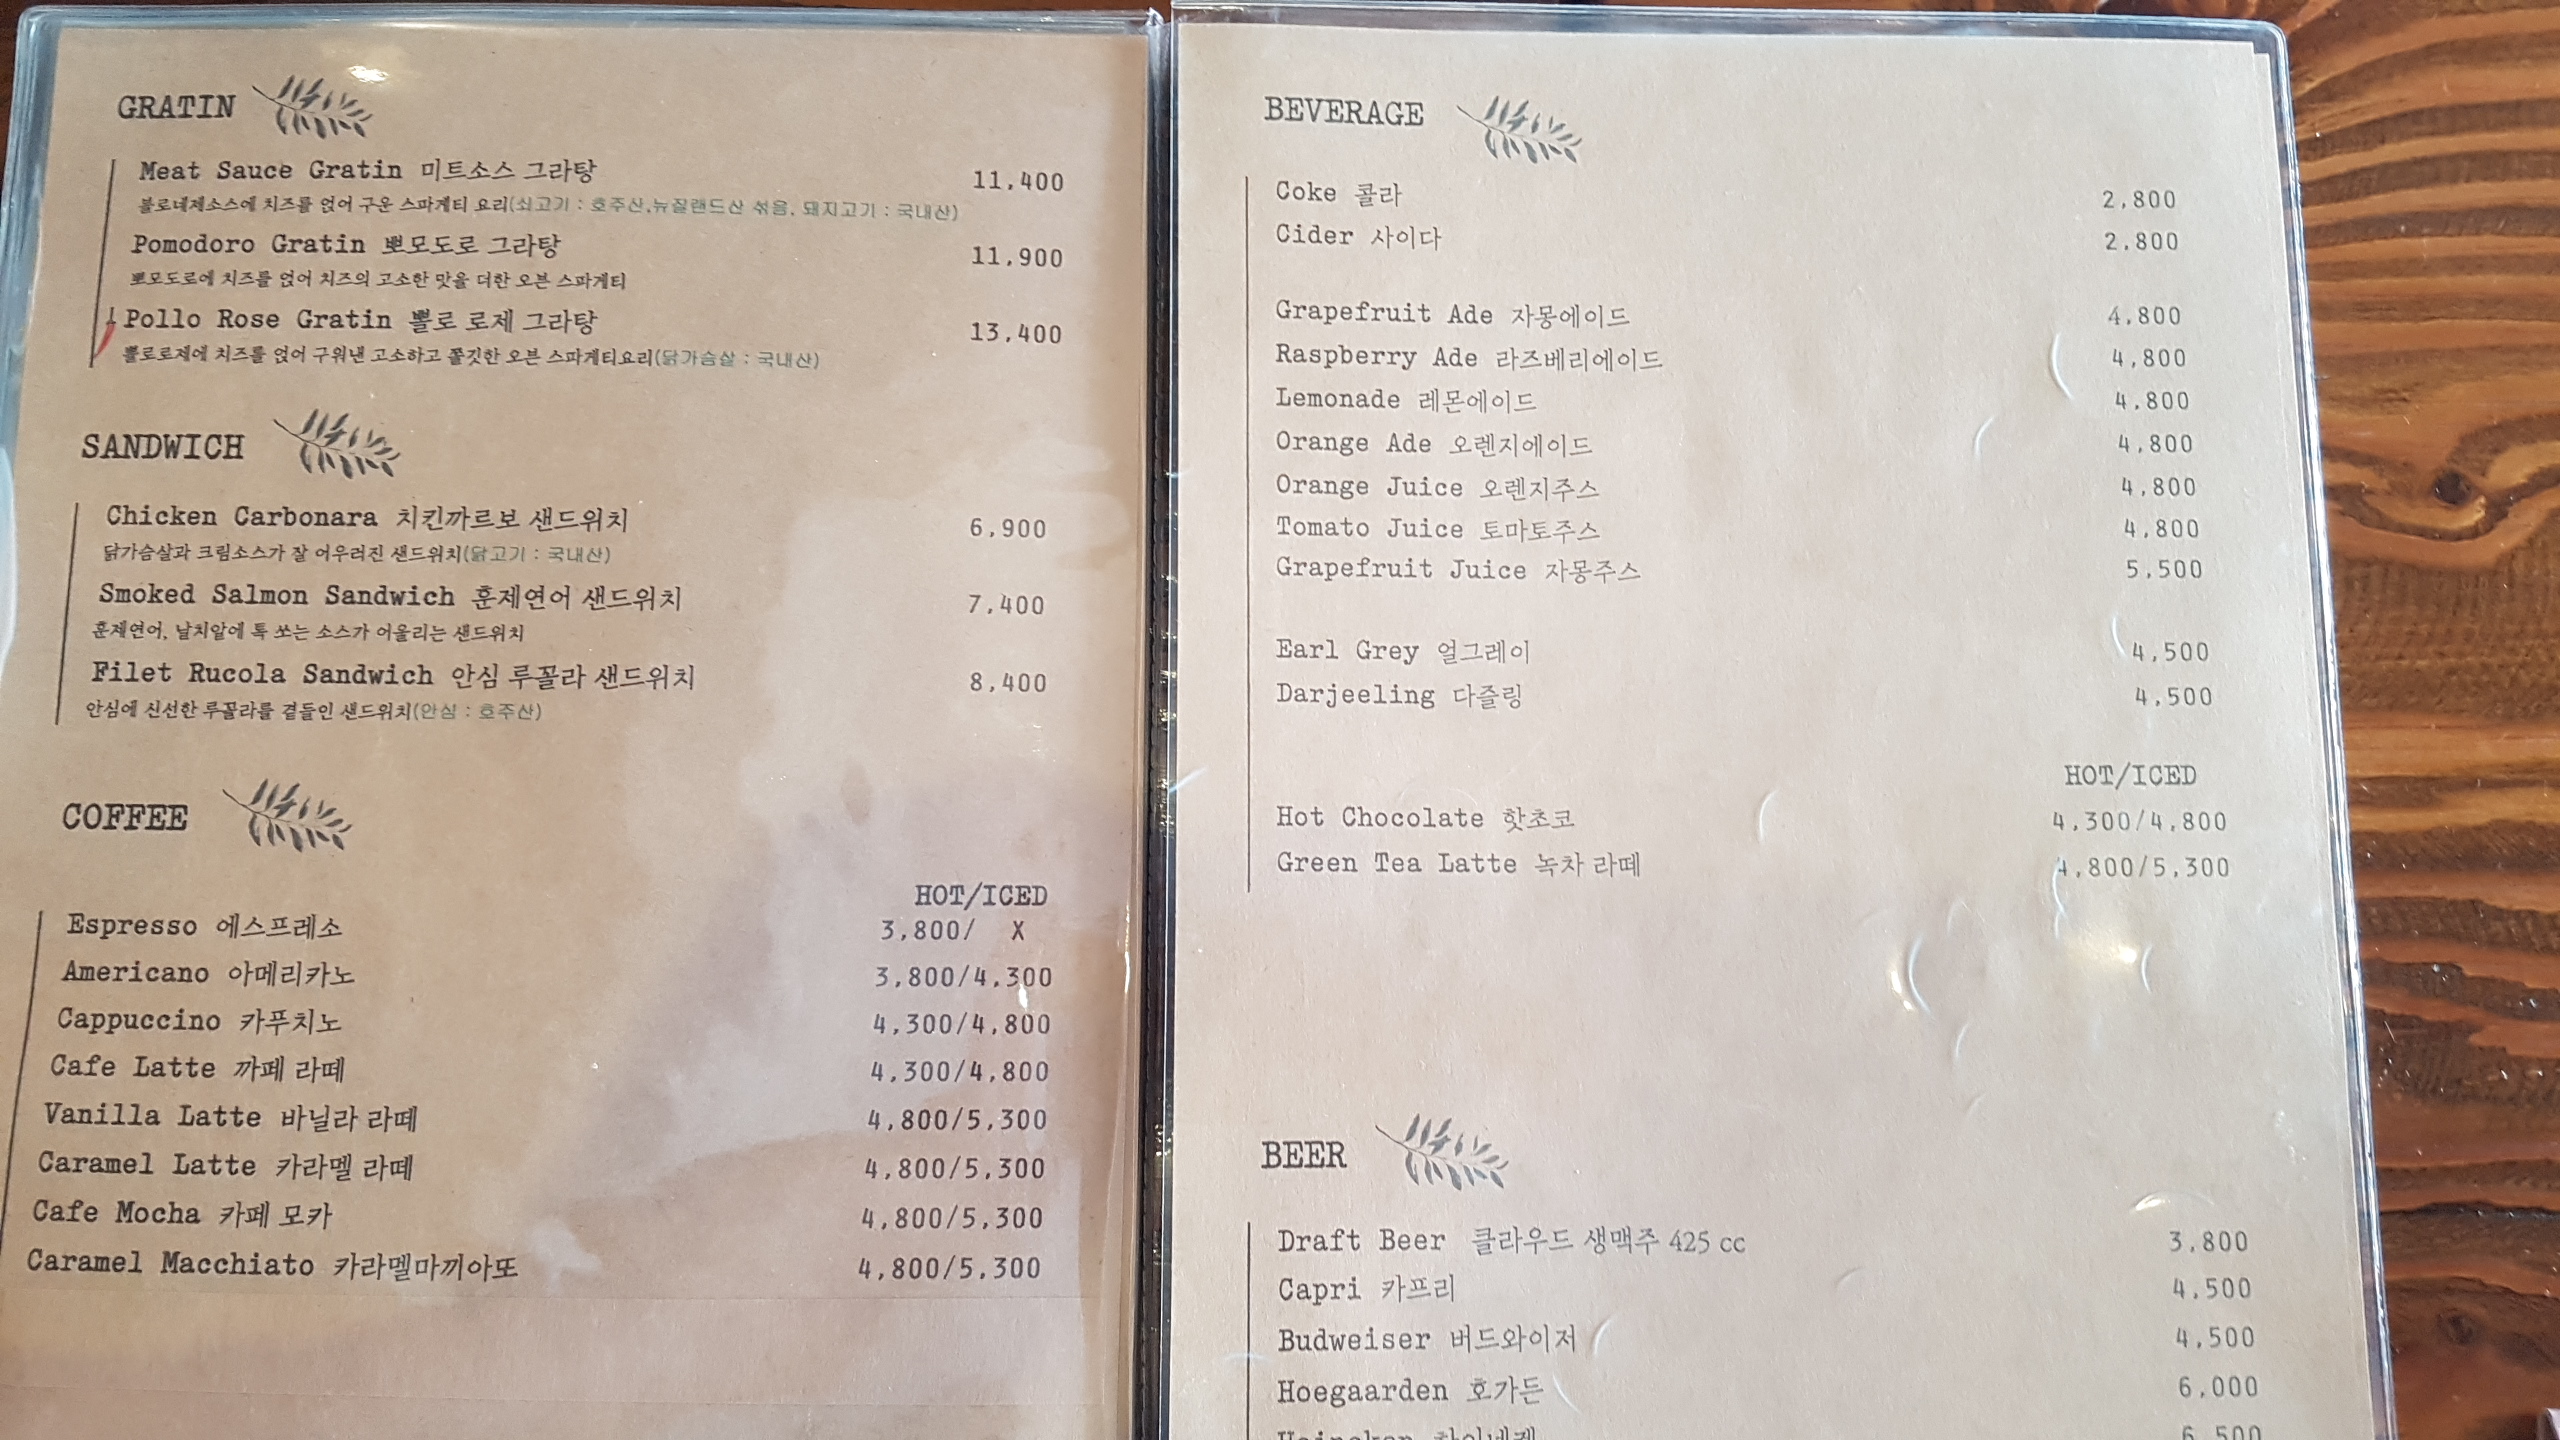 GRATIN
Meat Sauce Gratin 미트소스 그라탕 11,400
볼로네제소스에 치즈를 얹어 구운 스파게티 요리(쇠고기 : 호주산,뉴질랜드산 섞음, 돼지고기 : 국내산)
Pomodoro Gratin 뽀모도로 그라탕 11,900
뽀모도로에 치즈를 얹어 치즈의 고소한 맛을 더한 오븐 스파게티
Pollo Rose Gratin 뽈로 로제 그라탕 13,400
뽈로로제에 치즈를 얹어 구워낸 고소하고 쫄깃한 오븐 스파게티요리(닭가슴살 : 국내산)
SANDWICH
Chicken Carbonara 치킨까르보 샌드위치 6,900
닭가슴살과 크림소스가 잘 어우러진 샌드위치(닭고기 : 국내산)
Smoked Salmon Sandwich 훈제연어 샌드위치 7,400
훈제연어, 날치알에 톡 쏘는 소스가 어울리는 샌드위치
Filet Rucola Sandwich 안심 루꼴라 샌드위치 8,400
안심에 신선한 루꼴라를 곁들인 샌드위치(안심 : 호주산)
COFFEE
HOT/ICED
Espresso 에스프레소 3,800/ X
Americano 아메리카노 3,800/4,300
Cappuccino 카푸치노 4,300/4,800
Cafe Latte 까페 라떼 4,300/4,800
Vanilla Latte 바닐라 라떼 4,800/5,300
Caramel Latte 카라멜 라떼 4,800/5,300
Cafe Mocha 카페 모카 4,800/5,300
Caramel Macchiato 카라멜마끼아또 4,800/5,300
BEVERAGE
Coke 콜라 2,800
Cider 사이다 2,800
Grapefruit Ade 자몽에이드 4,800
Raspberry Ade 라즈베리에이드 4,800
Lemonade 레몬에이드 4,800
Orange Ade 오렌지에이드 4,800
Orange Juice 오렌지주스 4,800
Tomato Juice 토마토주스 4,800
Grapefruit Juice 자몽주스 5,500
Earl Grey 얼그레이 4,500
Darjeeling 다즐링 4,500
HOT/ICED
Hot Chocolate 핫초코 4,300/4,800
Green Tea Latte 녹차 라떼 4,800/5,300
BEER
Draft Beer 클라우드 생맥주 425 cc 3,800
Capri 카프리 4,500
Budweiser 버드와이저 4,500
Hoegaarden 호가든 6,000
Heineken 하이네켄 6,500